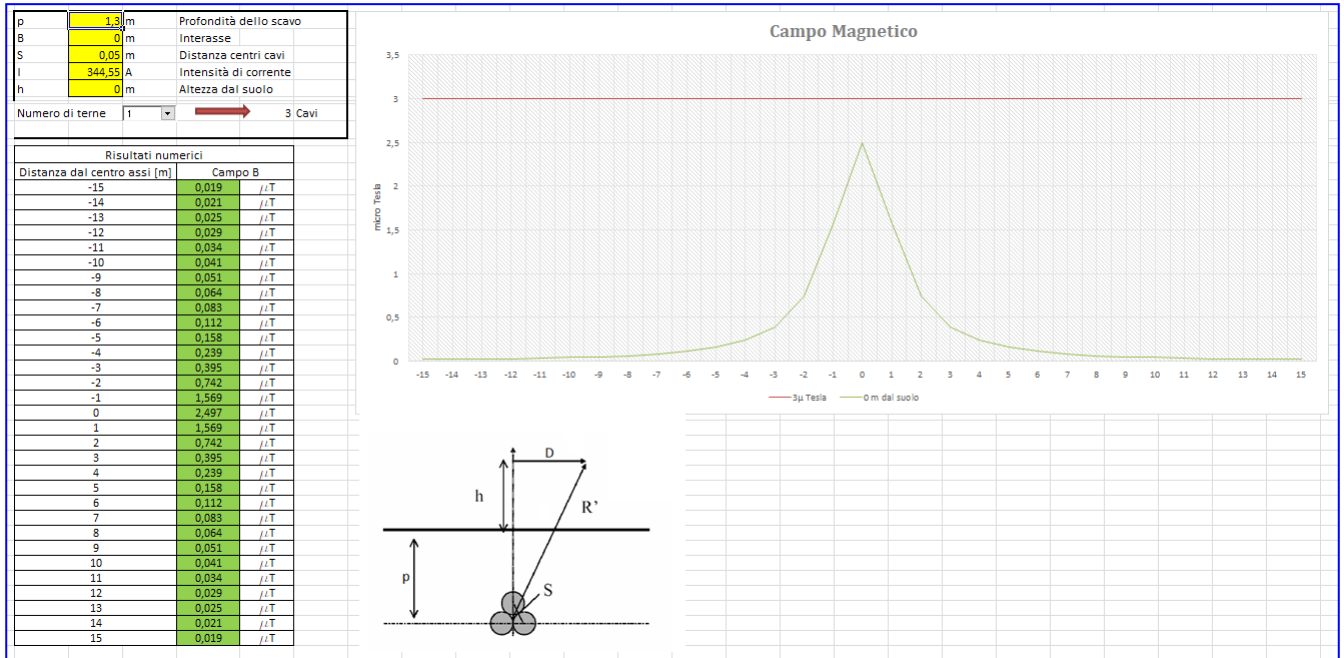 p 1,3 m Profondità dello scavo
B 0 m Interasse
S 0,05 m Distanza centri cavi
I 344,55 A Intensità di corrente
h 0 m Altezza dal suolo
Numero di terne 1 3 Cavi
Risultati numerici
Distanza dal centro assi [m] Campo B
-15 0,019 μT
-14 0,021 μT
-13 0,025 μT
-12 0,029 μT
-11 0,034 μT
-10 0,041 μT
-9 0,051 μT
-8 0,064 μT
-7 0,083 μT
-6 0,112 μT
-5 0,158 μT
-4 0,239 μT
-3 0,395 μT
-2 0,742 μT
-1 1,569 μT
0 2,497 μT
1 1,569 μT
2 0,742 μT
3 0,395 μT
4 0,239 μT
5 0,158 μT
6 0,112 μT
7 0,083 μT
8 0,064 μT
9 0,051 μT
10 0,041 μT
11 0,034 μT
12 0,029 μT
13 0,025 μT
14 0,021 μT
15 0,019 μT
Campo Magnetico
micro Tesla
3,5
3
2,5
2
1,5
1
0,5
0
-15 -14 -13 -12 -11 -10 -9 -8 -7 -6 -5 -4 -3 -2 -1 0 1 2 3 4 5 6 7 8 9 10 11 12 13 14 15
3μ Tesla 0 m dal suolo
D
h
R’
p
S